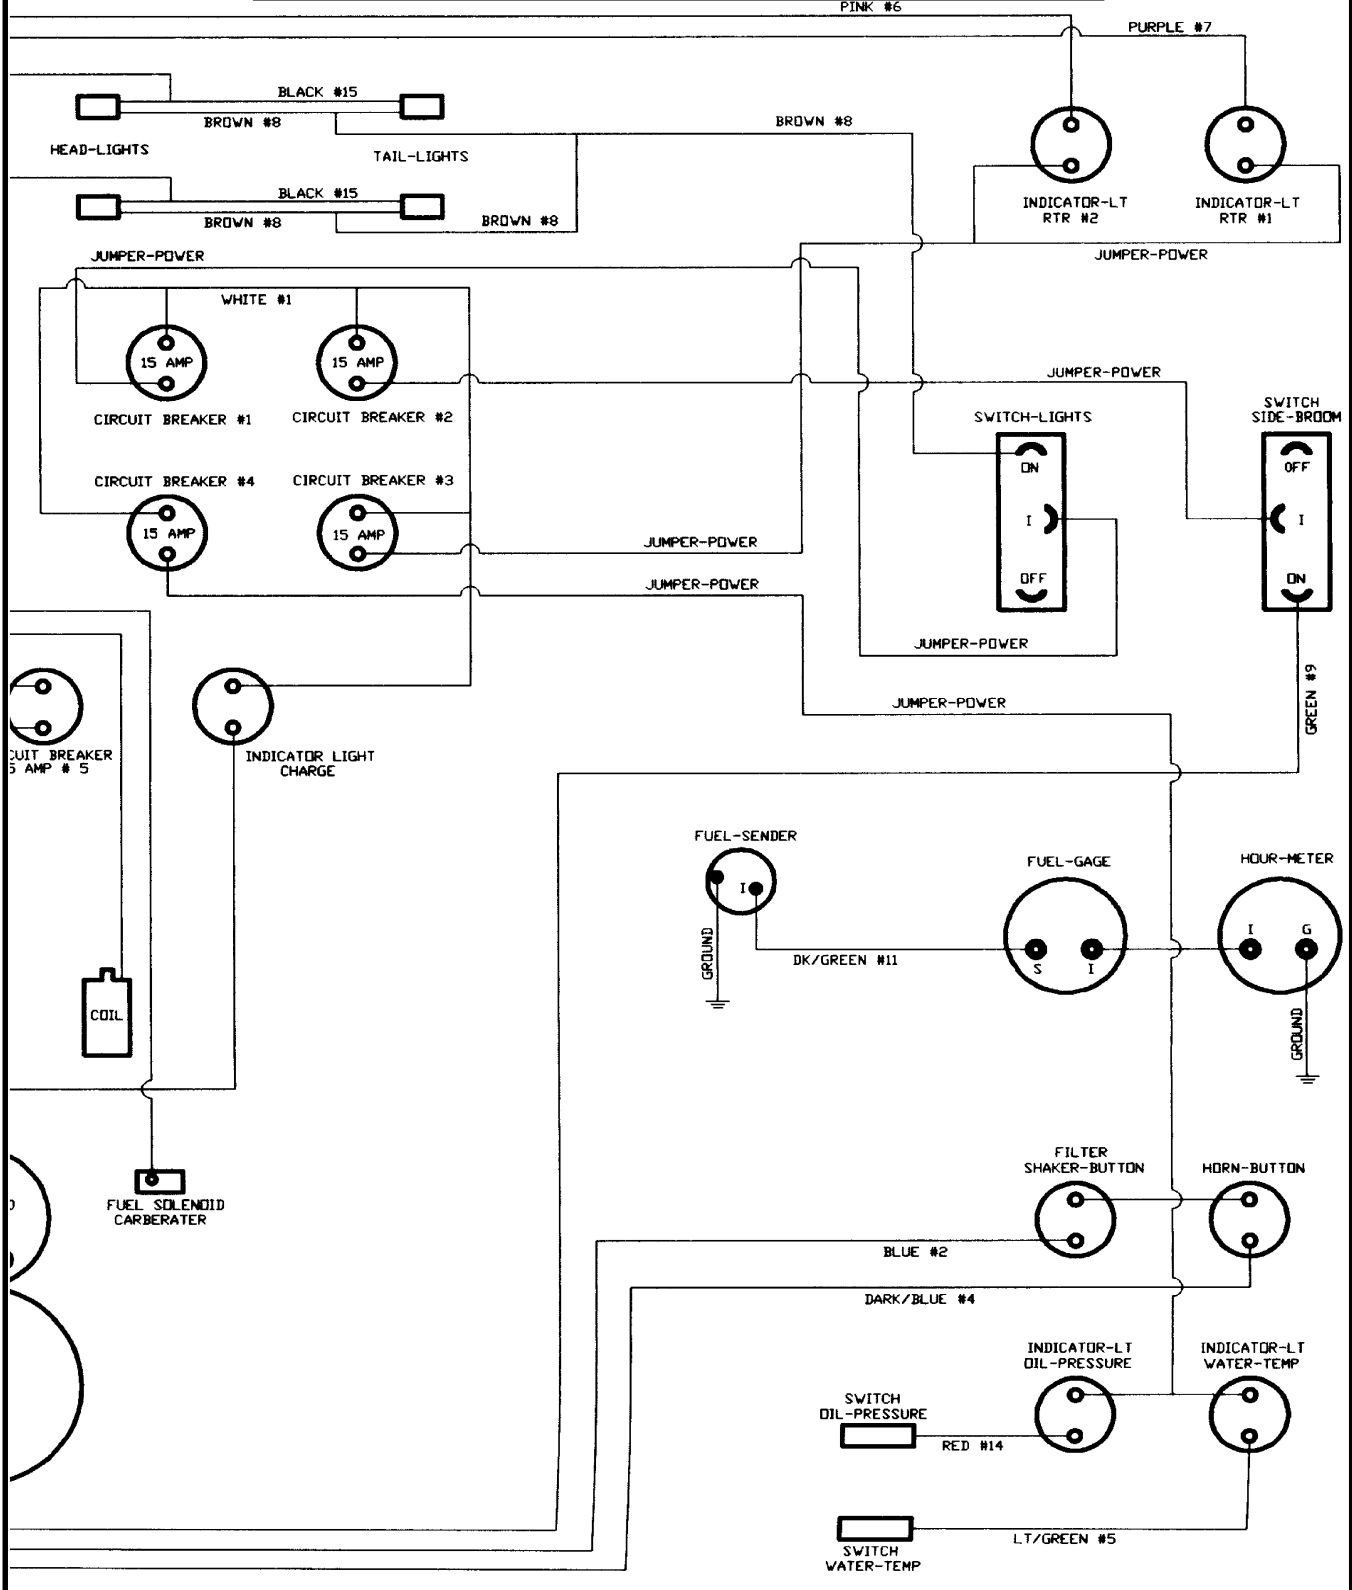 PINK #6
PURPLE #7
BLACK #15
BROWN #8
BROWN #8
HEAD-LIGHTS
TAIL-LIGHTS
BLACK #15
BROWN #8
BROWN #8
INDICATOR-LT
RTR #2
INDICATOR-LT
RTR #1
JUMPER-POWER
JUMPER-POWER
WHITE #1
15 AMP
15 AMP
JUMPER-POWER
CIRCUIT BREAKER #1
CIRCUIT BREAKER #2
SWITCH-LIGHTS
SWITCH
SIDE-BROOM
ON
OFF
CIRCUIT BREAKER #4
CIRCUIT BREAKER #3
15 AMP
15 AMP
I
I
JUMPER-POWER
JUMPER-POWER
OFF
ON
JUMPER-POWER
GREEN #9
JUMPER-POWER
CUIT BREAKER
5 AMP # 5
INDICATOR LIGHT
CHARGE
FUEL-SENDER
I
GROUND
DK/GREEN #11
FUEL-GAGE
S
I
HOUR-METER
I
G
GROUND
COIL
FUEL SOLENOID
CARBERATER
FILTER
SHAKER-BUTTON
HORN-BUTTON
BLUE #2
DARK/BLUE #4
INDICATOR-LT
OIL-PRESSURE
INDICATOR-LT
WATER-TEMP
SWITCH
OIL-PRESSURE
RED #14
LT/GREEN #5
SWITCH
WATER-TEMP